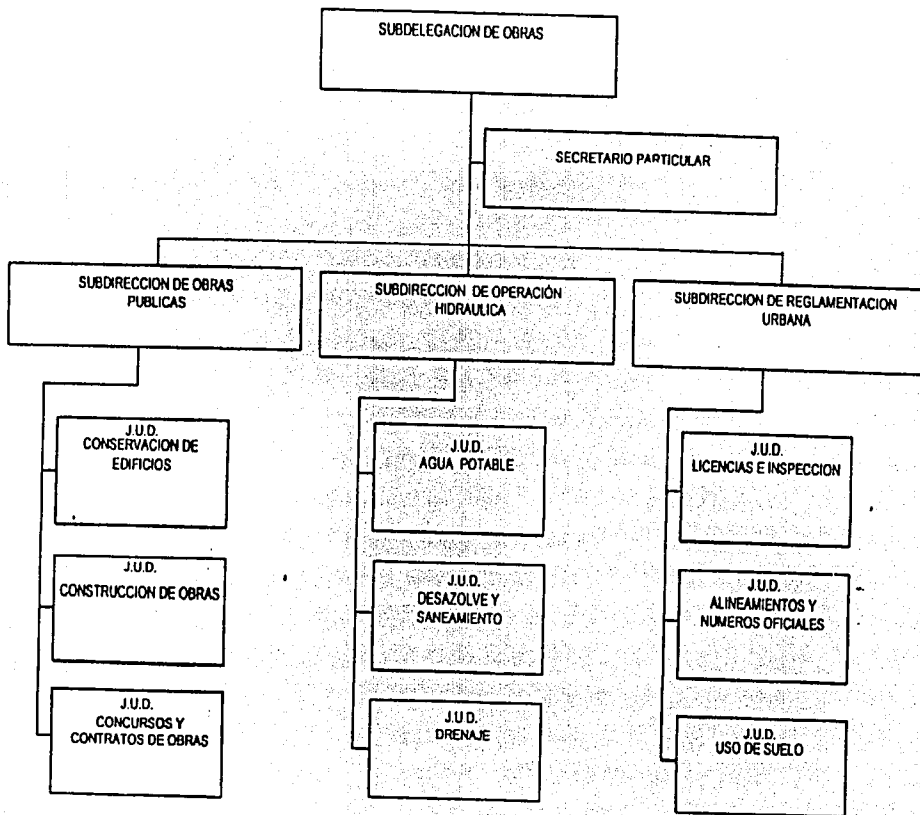 SUBDELEGACION DE OBRAS
SECRETARIO PARTICULAR
SUBDIRECCION DE OBRAS
PUBLICAS
SUBDIRECCION DE OPERACIÓN
HIDRAULICA
SUBDIRECCION DE REGLAMENTACION
URBANA
J.U.D.
CONSERVACION DE
EDIFICIOS
J.U.D.
CONSTRUCCION DE OBRAS
J.U.D.
CONCURSOS Y
CONTRATOS DE OBRAS
J.U.D.
AGUA POTABLE
J.U.D.
DESAZOLVE Y
SANEAMIENTO
J.U.D.
DRENAJE
J.U.D.
LICENCIAS E INSPECCION
J.U.D.
ALINEAMIENTOS Y
NUMEROS OFICIALES
J.U.D.
USO DE SUELO